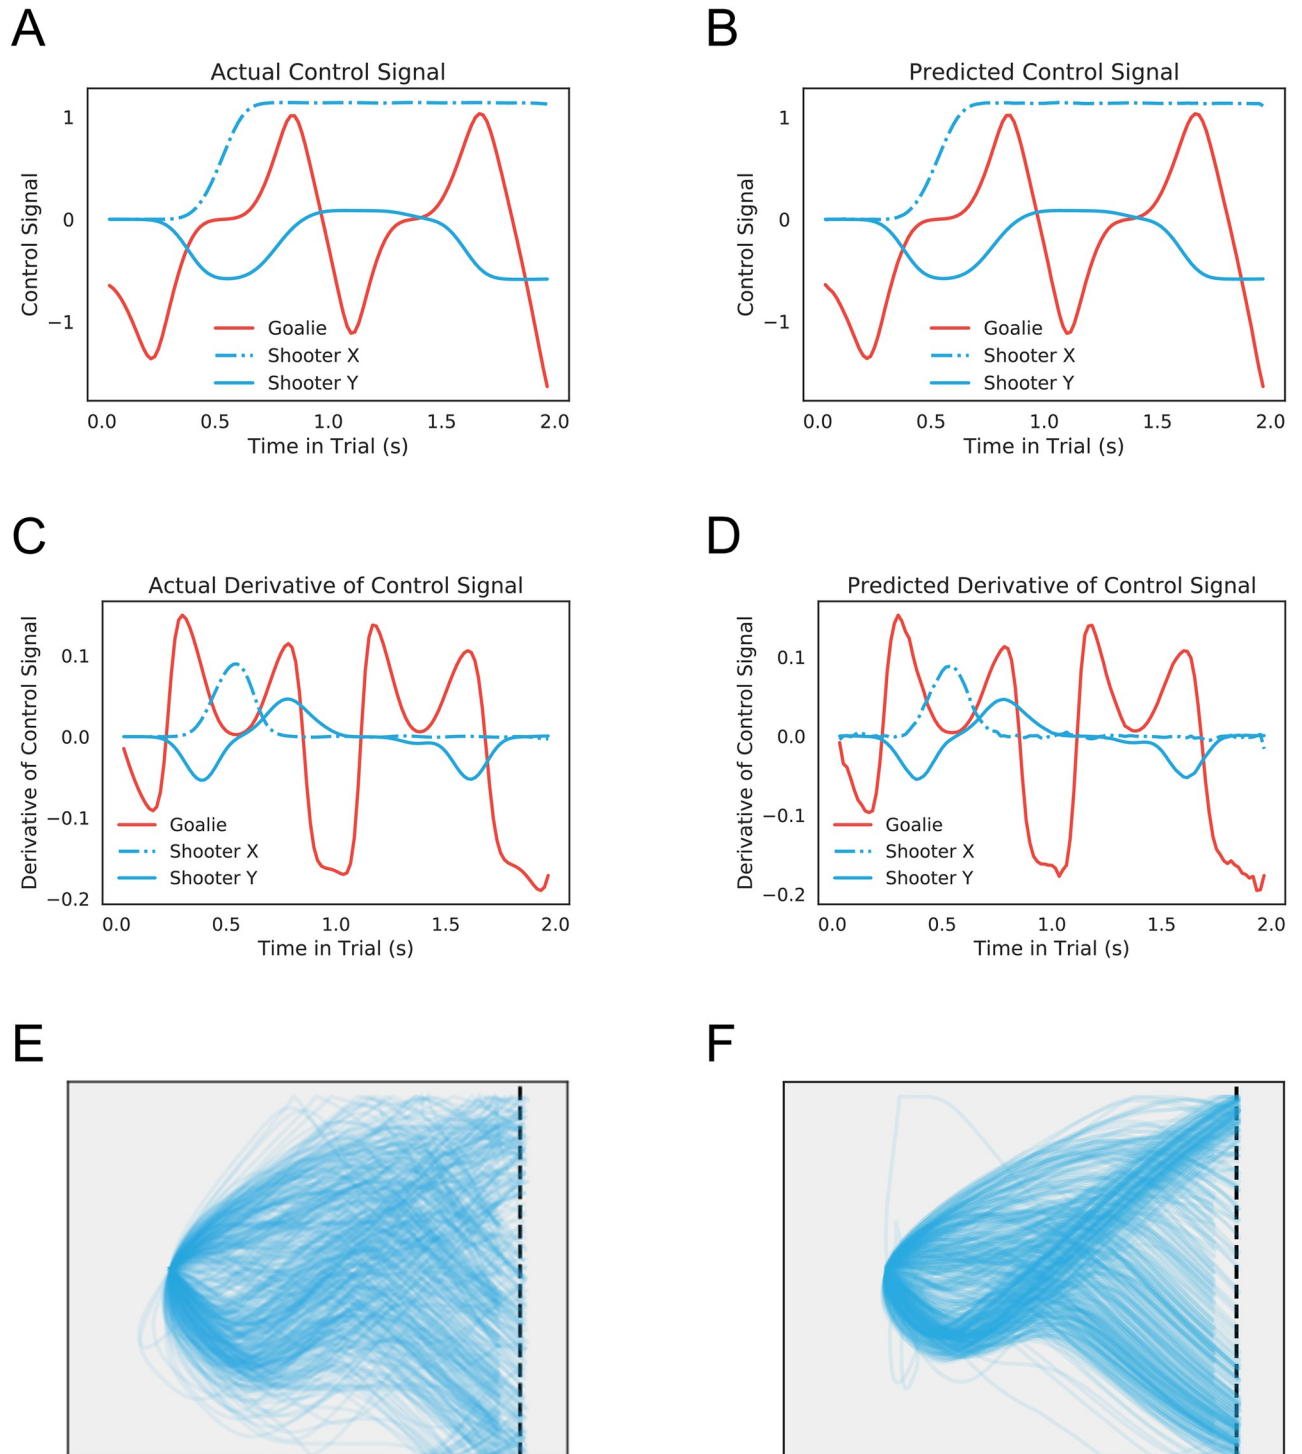 A
B
Actual Control Signal
Control Signal
1
0
−1
Goalie
Shooter X
Shooter Y
0.0 0.5 1.0 1.5 2.0
Time in Trial (s)
Predicted Control Signal
Control Signal
1
0
−1
Goalie
Shooter X
Shooter Y
0.0 0.5 1.0 1.5 2.0
Time in Trial (s)
C
D
Actual Derivative of Control Signal
Derivative of Control Signal
0.1
0.0
−0.1
−0.2
Goalie
Shooter X
Shooter Y
0.0 0.5 1.0 1.5 2.0
Time in Trial (s)
Predicted Derivative of Control Signal
Derivative of Control Signal
0.1
0.0
−0.1
−0.2
Goalie
Shooter X
Shooter Y
0.0 0.5 1.0 1.5 2.0
Time in Trial (s)
E
F